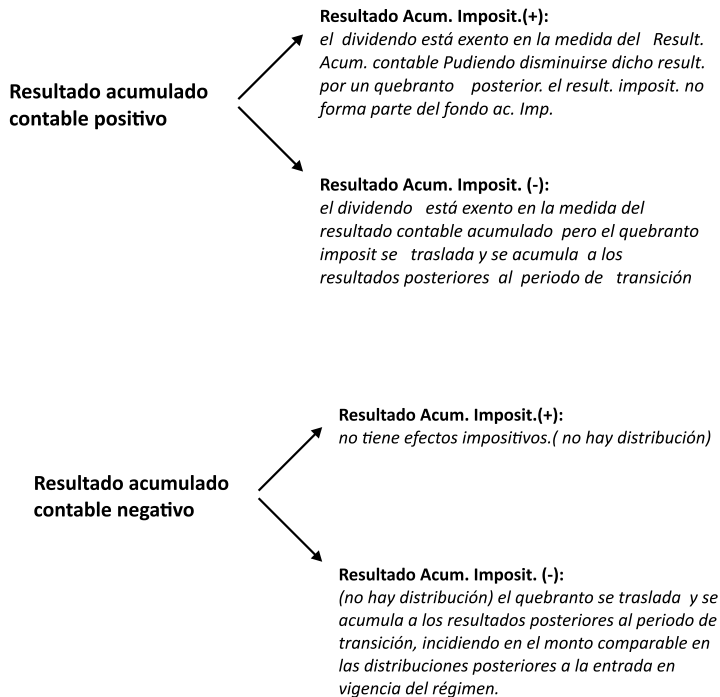 Resultado acumulado
contable positivo
Resultado Acum. Imposit.(+):
el dividendo está exento en la medida del Result.
Acum. contable Pudiendo disminuirse dicho result.
por un quebranto posterior. el result. imposit. no
forma parte del fondo ac. Imp.
Resultado Acum. Imposit. (-):
el dividendo está exento en la medida del
resultado contable acumulado pero el quebranto
imposit se traslada y se acumula a los
resultados posteriores al periodo de transición
Resultado acumulado
contable negativo
Resultado Acum. Imposit.(+):
no tiene efectos impositivos.( no hay distribución)
Resultado Acum. Imposit. (-):
(no hay distribución) el quebranto se traslada y se
acumula a los resultados posteriores al periodo de
transición, incidiendo en el monto comparable en
las distribuciones posteriores a la entrada en
vigencia del régimen.